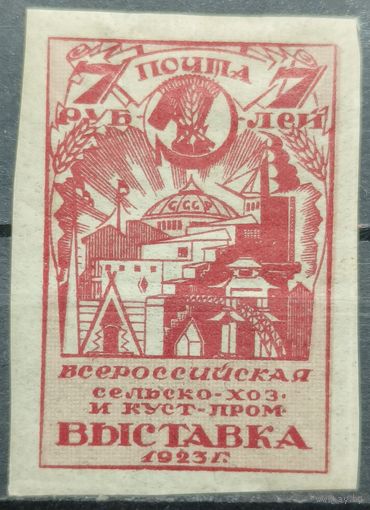 7 ПОЧТА 7
РУБ-ЛЕЙ
СССР
ВСЕРОССИЙСКАЯ
СЕЛЬСКО-ХОЗ.
И КУСТ-ПРОМ.
ВЫСТАВКА
1923 Г.